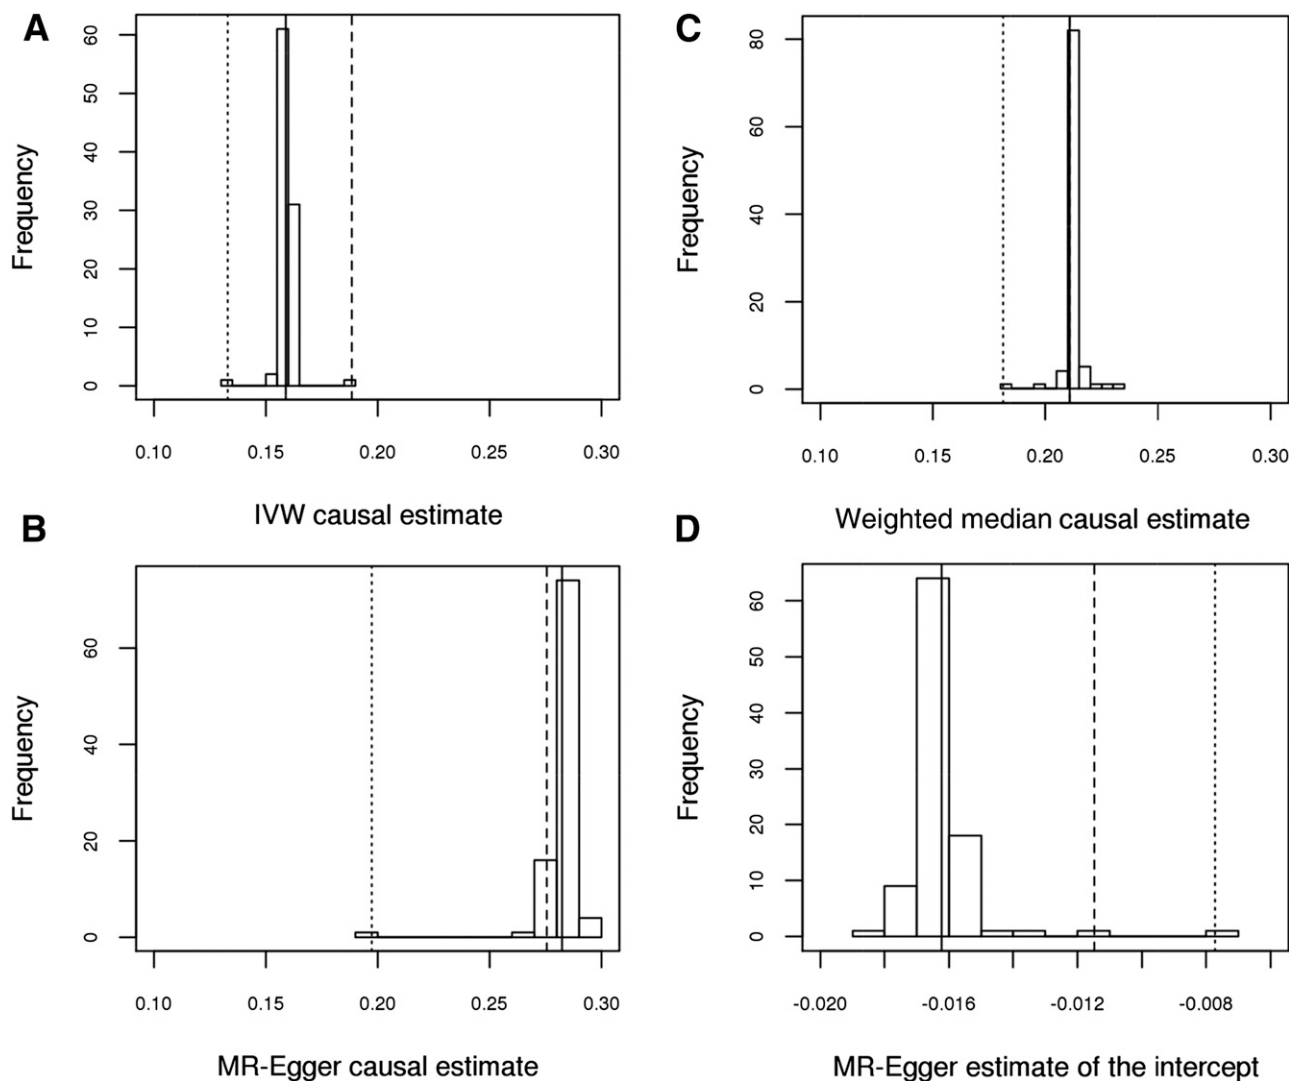 A
Frequency
0 10 20 30 40 50 60
0.10 0.15 0.20 0.25 0.30
IVW causal estimate
C
Frequency
0 20 40 60 80
0.10 0.15 0.20 0.25 0.30
Weighted median causal estimate
B
Frequency
0 20 40 60
0.10 0.15 0.20 0.25 0.30
MR-Egger causal estimate
D
Frequency
0 10 20 30 40 50 60
-0.020 -0.016 -0.012 -0.008
MR-Egger estimate of the intercept